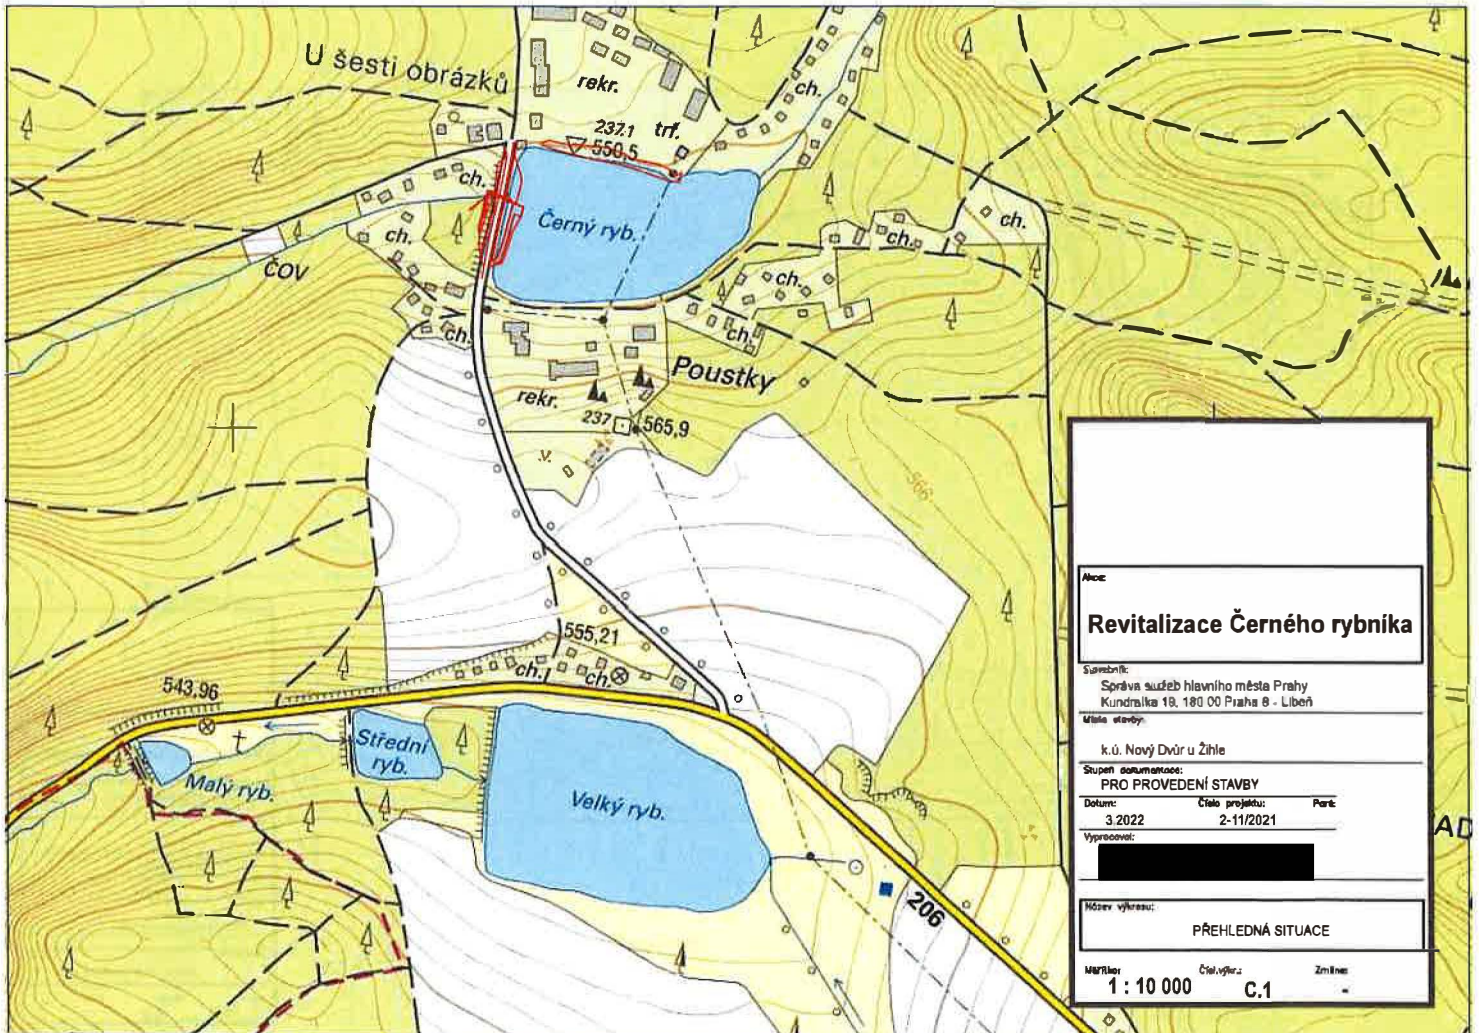 U šesti obrázků
rekr.
ch.
237.1
trf.
550,5
ch.
Černý ryb.
ch.
ch.
ch.
ČOV
ch.
ch.
ch.
Poustky
rekr.
237
565,9
.v.
566
555,21
ch.
ch.
543,96
Střední
ryb.
Malý ryb.
Velký ryb.
206
AD
Akce:
Revitalizace Černého rybníka
Stavebník:
Správa služeb hlavního města Prahy
Kundratka 19, 180 00 Praha 8 - Libeň
Místo stavby:
k.ú. Nový Dvůr u Žihle
Stupeň dokumentace:
PRO PROVEDENÍ STAVBY
Datum: Číslo projektu: Paré:
3.2022 2-11/2021
Vypracoval:
Název výkresu:
PŘEHLEDNÁ SITUACE
Měřítko: Čísl.výkr.: Změna:
1 : 10 000 C.1 -